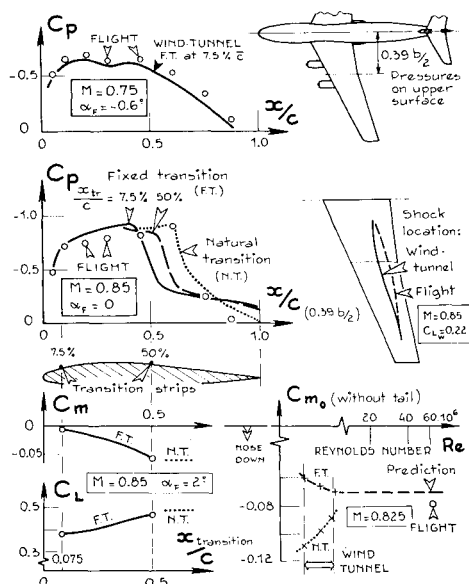 Cp
FLIGHT
WIND-TUNNEL
F.T. at 7.5% c̄
-0.5
M=0.75
αF=-0.6°
0
0
0.5
1.0
x/c
0.39 b/2
Pressures
on upper
surface
Cp
Fixed transition
(F.T.)
xtr/c = 7.5% 50%
-1.0
Natural
transition
(N.T.)
-0.5
FLIGHT
M=0.85
αF=0
0
0
0.5
1.0
x/c
(0.39 b/2)
Shock
location:
Wind-
tunnel
Flight
M=0.85
CLw=0.22
7.5%
50%
Transition strips
Cm
0.5
0
F.T.
N.T.
-0.05
M=0.85 αF=2°
CL
0.5
F.T.
N.T.
0.3
0.075
0.5
x transition/c
Cmo (without tail)
20
40
60.10⁶
NOSE
DOWN
REYNOLDS NUMBER
Re
Prediction
F.T.
-0.08
M=0.825
FLIGHT
N.T.
-0.12
WIND
TUNNEL